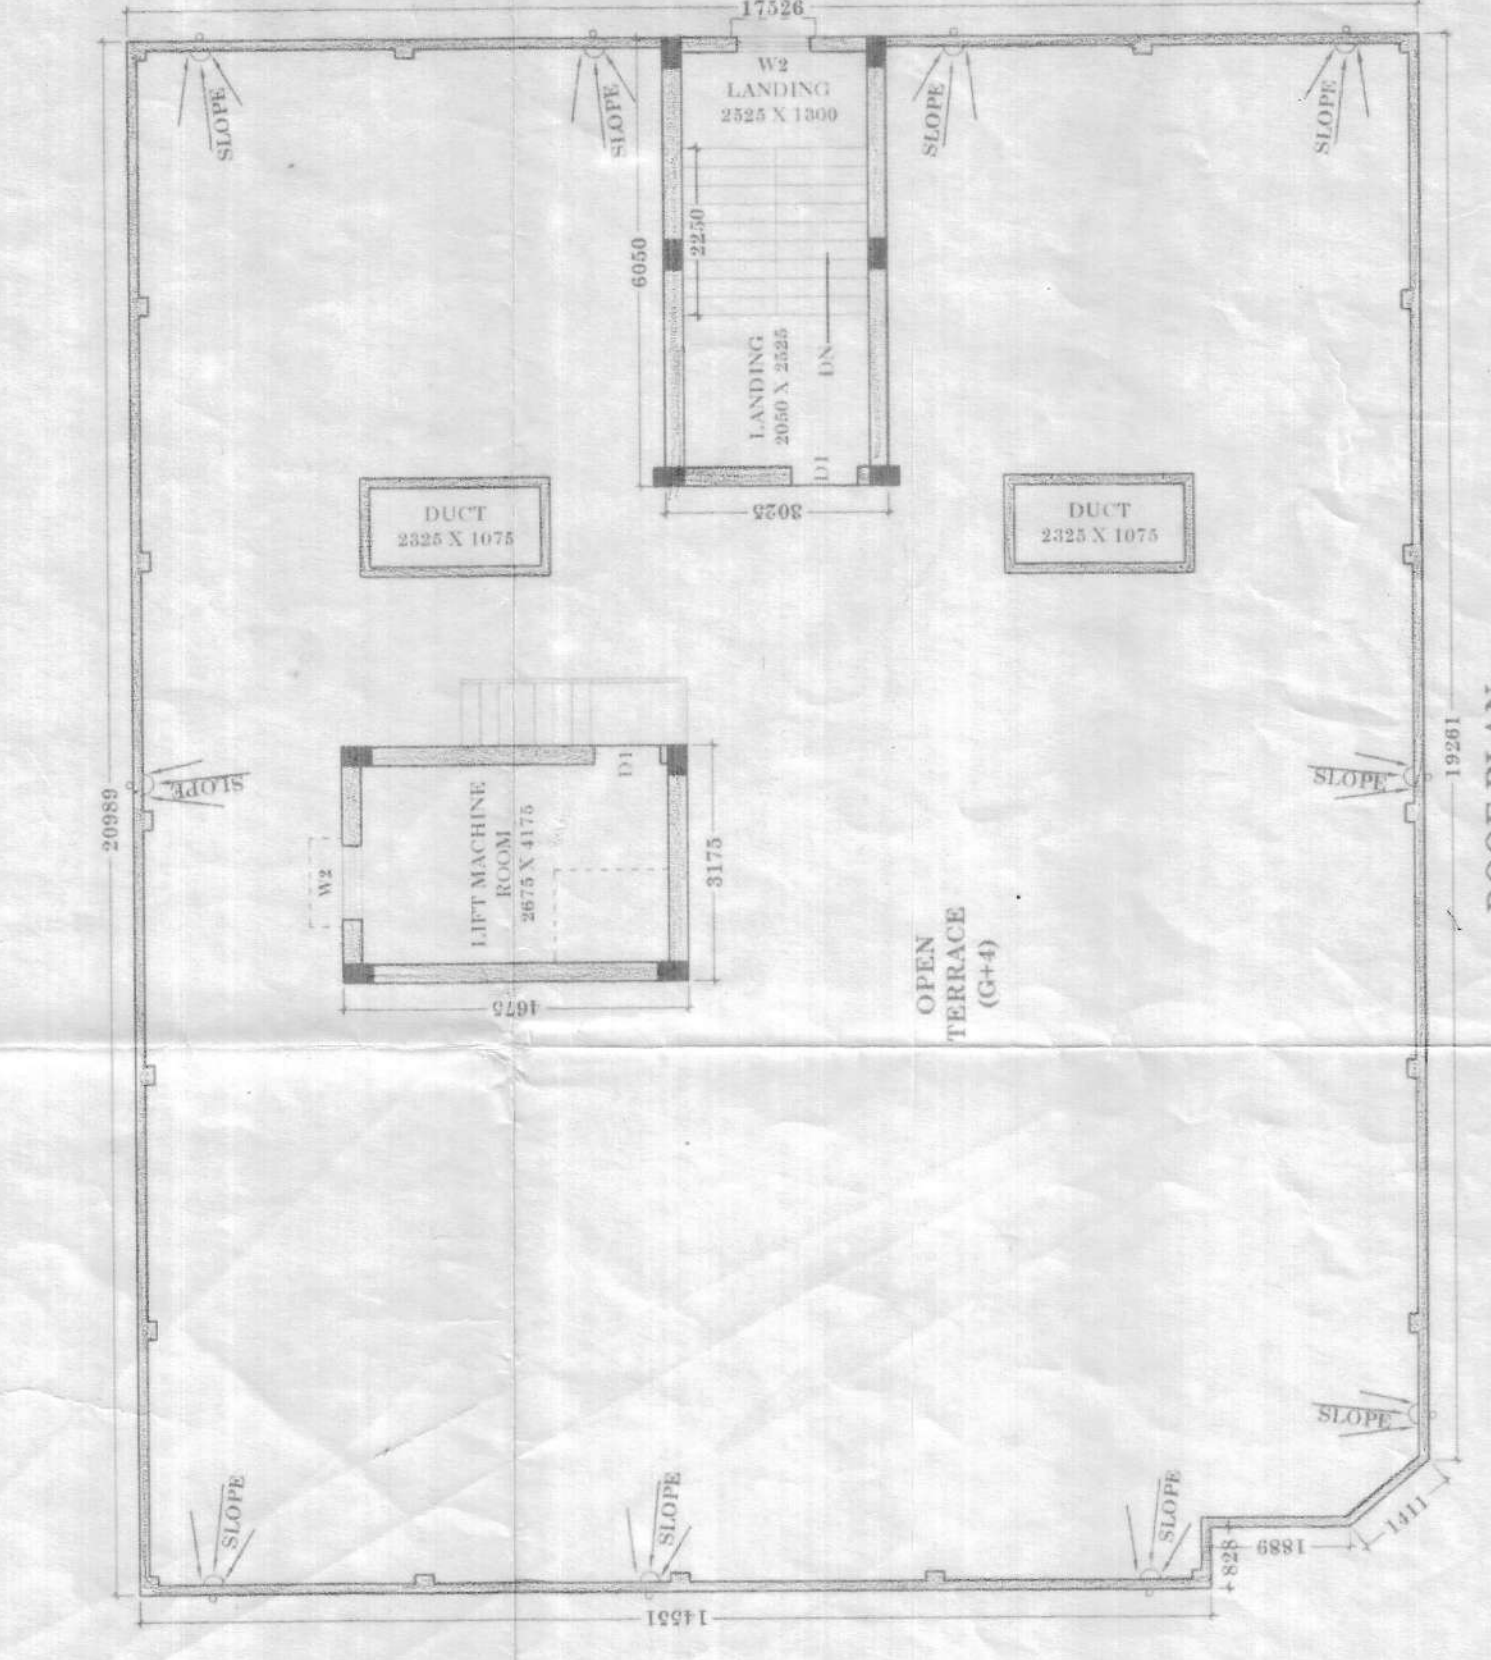 17526
W2
LANDING
2525 X 1300
SLOPE
SLOPE
SLOPE
SLOPE
6050
2250
LANDING
2050 X 2525
DN
D1
3025
DUCT
2325 X 1075
DUCT
2325 X 1075
20989
19261
SLOPE
SLOPE
D1
LIFT MACHINE
ROOM
2675 X 4175
W2
3175
4675
OPEN
TERRACE
(G+4)
ROOF PLAN
SLOPE
SLOPE
SLOPE
SLOPE
1411
1889
828
14551